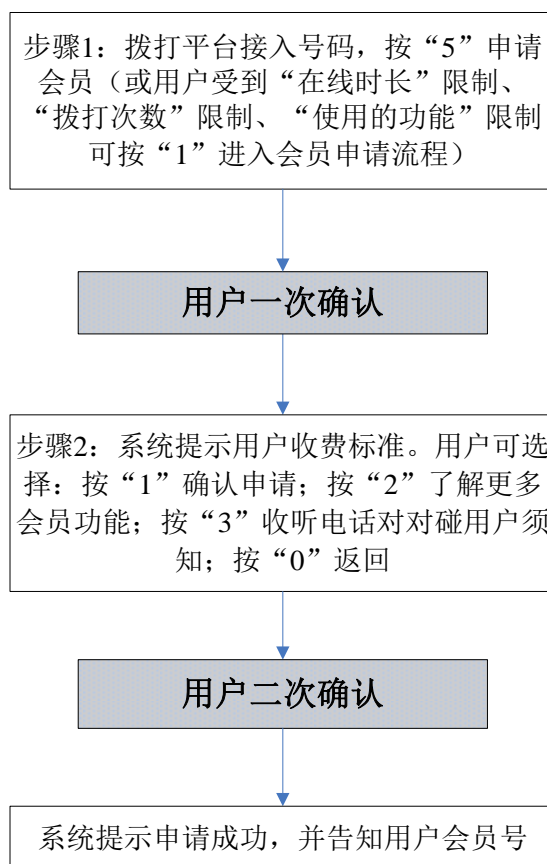 步骤1：拨打平台接入号码，按“5”申请
会员（或用户受到“在线时长”限制、
“拨打次数”限制、“使用的功能”限制
可按“1”进入会员申请流程）
用户一次确认
步骤2：系统提示用户收费标准。用户可选
择：按“1”确认申请；按“2”了解更多
会员功能；按“3”收听电话对对碰用户须
知；按“0”返回
用户二次确认
系统提示申请成功，并告知用户会员号